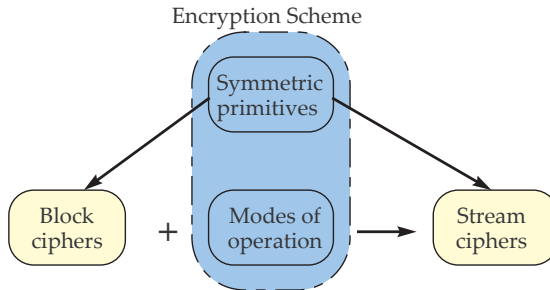 Encryption Scheme
Symmetric
primitives
Block
ciphers
+
Modes of
operation
Stream
ciphers